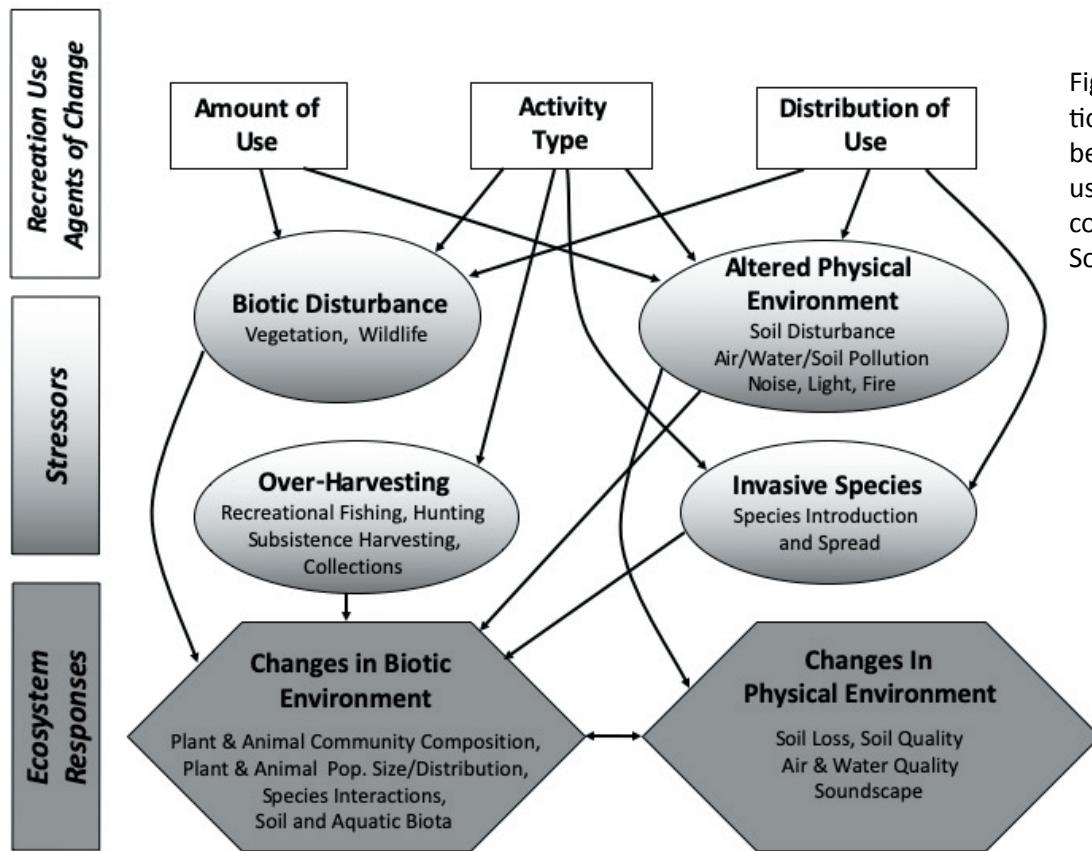 Recreation Use
Agents of Change
Amount of
Use
Activity
Type
Distribution of
Use
Stressors
Biotic Disturbance
Vegetation, Wildlife
Altered Physical
Environment
Soil Disturbance
Air/Water/Soil Pollution
Noise, Light, Fire
Over-Harvesting
Recreational Fishing, Hunting
Subsistence Harvesting,
Collections
Invasive Species
Species Introduction
and Spread
Ecosystem
Responses
Changes in Biotic
Environment
Plant & Animal Community Composition,
Plant & Animal Pop. Size/Distribution,
Species Interactions,
Soil and Aquatic Biota
Changes In
Physical Environment
Soil Loss, Soil Quality
Air & Water Quality
Soundscape